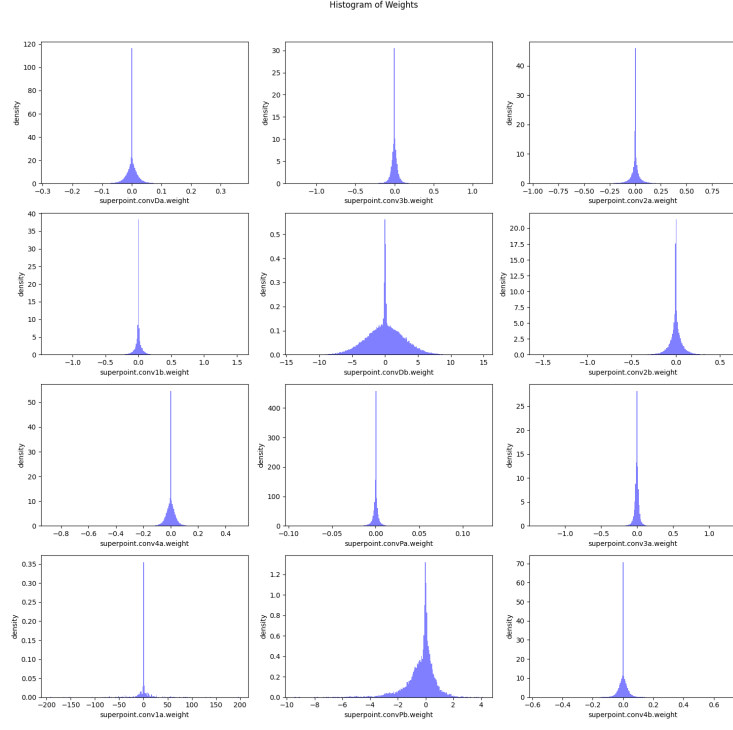 Histogram of Weights
density
120
100
80
60
40
20
0
−0.3 −0.2 −0.1 0.0 0.1 0.2 0.3
superpoint.convDa.weight
density
30
25
20
15
10
5
0
−1.0 −0.5 0.0 0.5 1.0
superpoint.conv3b.weight
density
40
30
20
10
0
−1.00 −0.75 −0.50 −0.25 0.00 0.25 0.50 0.75
superpoint.conv2a.weight
density
40
35
30
25
20
15
10
5
0
−1.0 −0.5 0.0 0.5 1.0 1.5
superpoint.conv1b.weight
density
0.5
0.4
0.3
0.2
0.1
0.0
−15 −10 −5 0 5 10 15
superpoint.convDb.weight
density
20.0
17.5
15.0
12.5
10.0
7.5
5.0
2.5
0.0
−1.5 −1.0 −0.5 0.0 0.5
superpoint.conv2b.weight
density
50
40
30
20
10
0
−0.8 −0.6 −0.4 −0.2 0.0 0.2 0.4
superpoint.conv4a.weight
density
400
300
200
100
0
−0.10 −0.05 0.00 0.05 0.10
superpoint.convPa.weight
density
25
20
15
10
5
0
−1.0 −0.5 0.0 0.5 1.0
superpoint.conv3a.weight
density
0.35
0.30
0.25
0.20
0.15
0.10
0.05
0.00
−200 −150 −100 −50 0 50 100 150 200
superpoint.conv1a.weight
density
1.2
1.0
0.8
0.6
0.4
0.2
0.0
−10 −8 −6 −4 −2 0 2 4
superpoint.convPb.weight
density
70
60
50
40
30
20
10
0
−0.6 −0.4 −0.2 0.0 0.2 0.4 0.6
superpoint.conv4b.weight